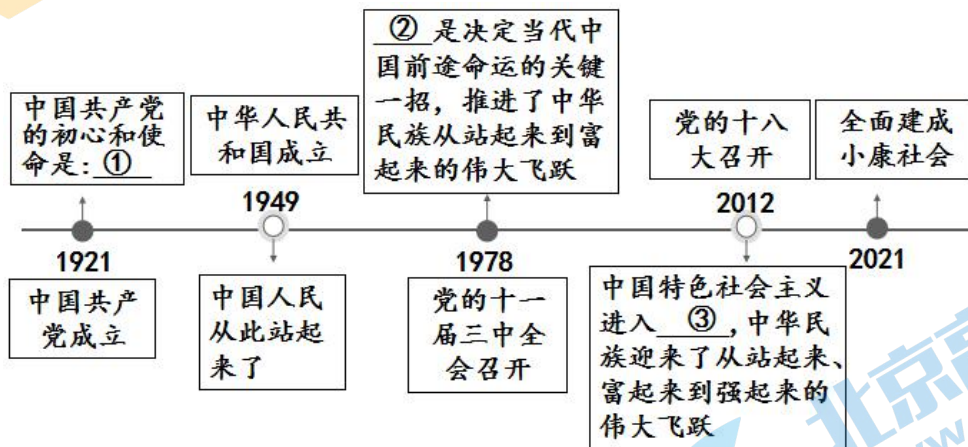 中国共产党
的初心和使
命是：①
中华人民共
和国成立
②是决定当代中
国前途命运的关键
一招，推进了中华
民族从站起来到富
起来的伟大飞跃
党的十八
大召开
全面建成
小康社会
1921
1949
1978
2012
2021
中国共产
党成立
中国人民
从此站起
来了
党的十一
届三中全
会召开
中国特色社会主义
进入③,中华民
族迎来了从站起来、
富起来到强起来的
伟大飞跃
北京